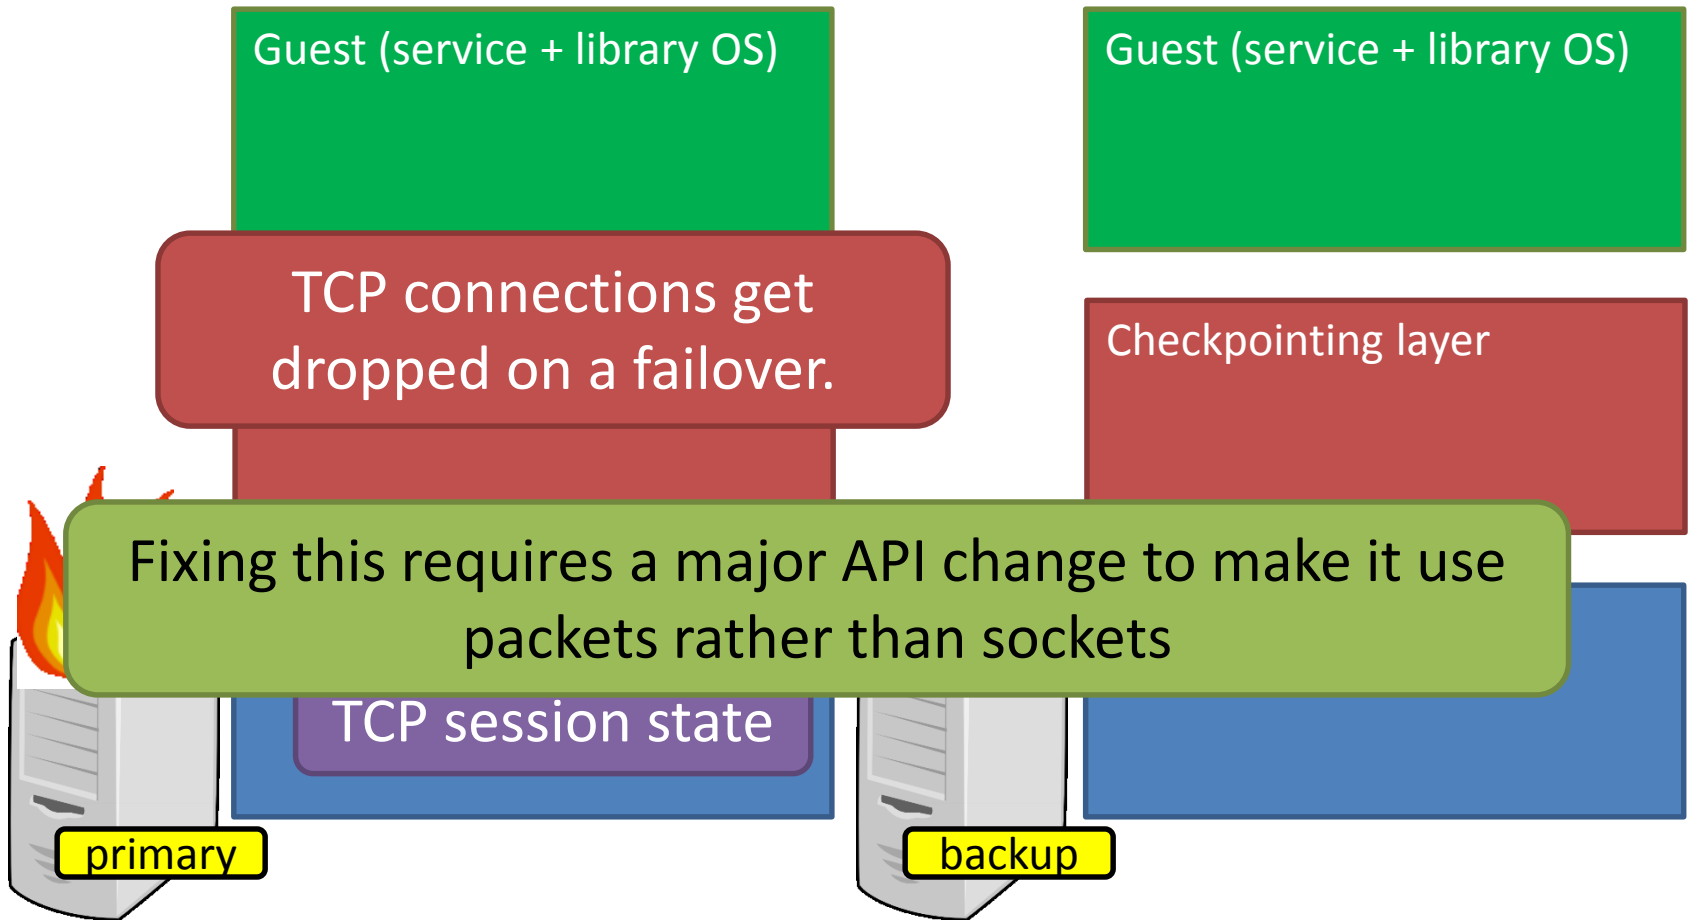 Guest (service + library OS)
Guest (service + library OS)
TCP connections get
dropped on a failover.
Checkpointing layer
Fixing this requires a major API change to make it use
packets rather than sockets
TCP session state
primary
backup